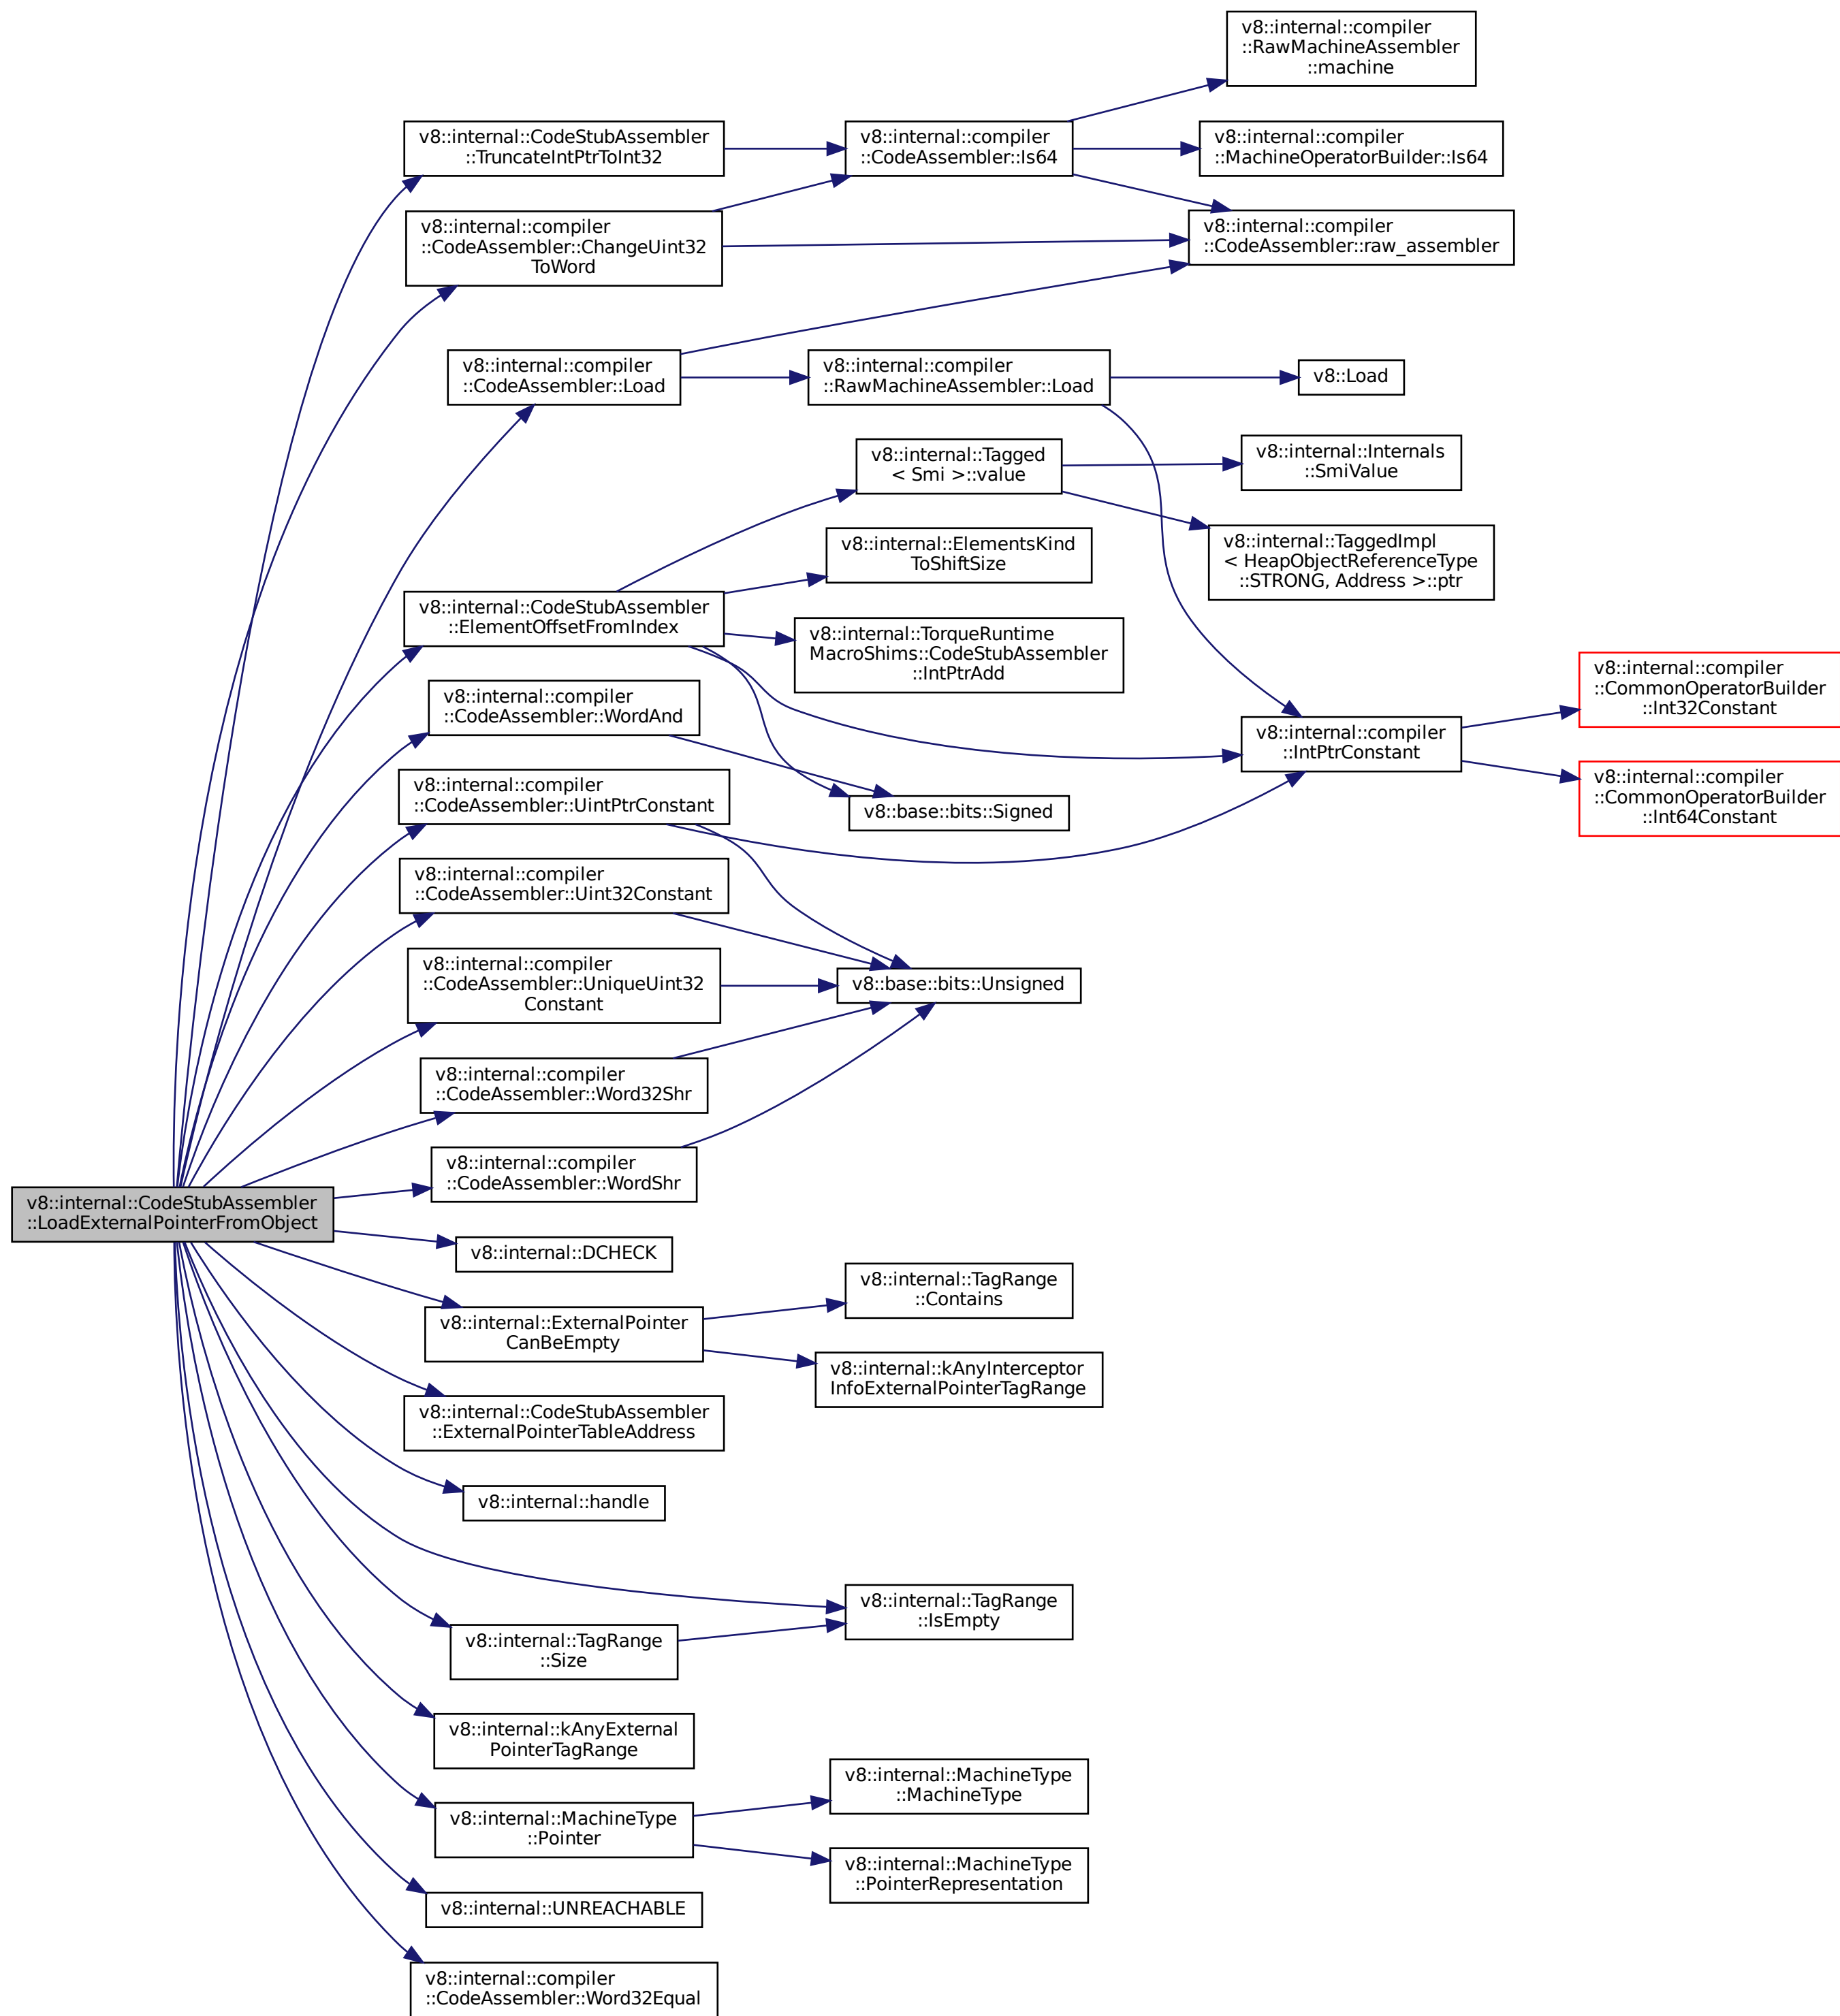 v8::internal::compiler
::RawMachineAssembler
::machine
v8::internal::CodeStubAssembler
::TruncateIntPtrToInt32
v8::internal::compiler
::CodeAssembler::Is64
v8::internal::compiler
::MachineOperatorBuilder::Is64
v8::internal::compiler
::CodeAssembler::ChangeUint32
ToWord
v8::internal::compiler
::CodeAssembler::raw_assembler
v8::internal::compiler
::CodeAssembler::Load
v8::internal::compiler
::RawMachineAssembler::Load
v8::Load
v8::internal::Tagged
< Smi >::value
v8::internal::Internals
::SmiValue
v8::internal::ElementsKind
ToShiftSize
v8::internal::TaggedImpl
< HeapObjectReferenceType
::STRONG, Address >::ptr
v8::internal::CodeStubAssembler
::ElementOffsetFromIndex
v8::internal::TorqueRuntime
MacroShims::CodeStubAssembler
::IntPtrAdd
v8::internal::compiler
::CommonOperatorBuilder
::Int32Constant
v8::internal::compiler
::CodeAssembler::WordAnd
v8::internal::compiler
::IntPtrConstant
v8::internal::compiler
::CommonOperatorBuilder
::Int64Constant
v8::internal::compiler
::CodeAssembler::UintPtrConstant
v8::base::bits::Signed
v8::internal::compiler
::CodeAssembler::Uint32Constant
v8::internal::compiler
::CodeAssembler::UniqueUint32
Constant
v8::base::bits::Unsigned
v8::internal::compiler
::CodeAssembler::Word32Shr
v8::internal::compiler
::CodeAssembler::WordShr
v8::internal::CodeStubAssembler
::LoadExternalPointerFromObject
v8::internal::DCHECK
v8::internal::ExternalPointer
CanBeEmpty
v8::internal::TagRange
::Contains
v8::internal::kAnyInterceptor
InfoExternalPointerTagRange
v8::internal::CodeStubAssembler
::ExternalPointerTableAddress
v8::internal::handle
v8::internal::TagRange
::IsEmpty
v8::internal::TagRange
::Size
v8::internal::kAnyExternal
PointerTagRange
v8::internal::MachineType
::MachineType
v8::internal::MachineType
::Pointer
v8::internal::MachineType
::PointerRepresentation
v8::internal::UNREACHABLE
v8::internal::compiler
::CodeAssembler::Word32Equal